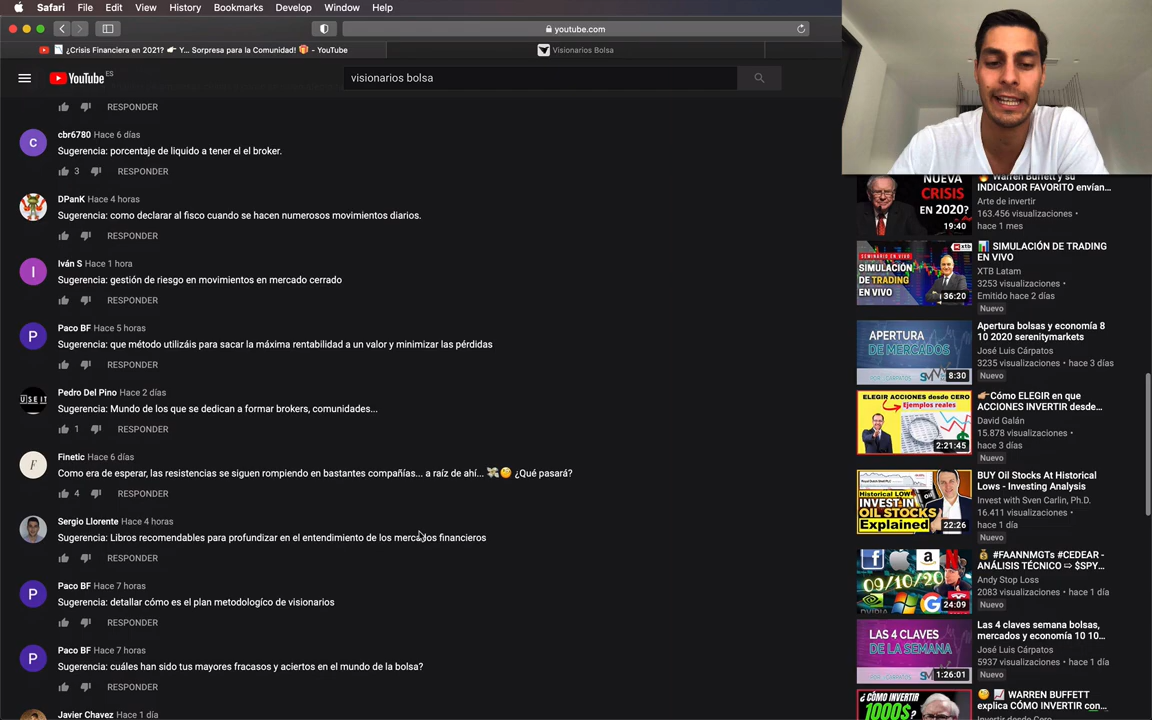 Safari File Edit View History Bookmarks Develop Window Help
youtube.com
¿Crisis Financiera en 2021? Y... Sorpresa para la Comunidad! - YouTube
Visionarios Bolsa
YouTube ES
visionarios bolsa
RESPONDER
cbr6780 Hace 6 días
Sugerencia: porcentaje de liquido a tener el el broker.
3 RESPONDER
DPanK Hace 4 horas
Sugerencia: como declarar al fisco cuando se hacen numerosos movimientos diarios.
RESPONDER
Iván S Hace 1 hora
Sugerencia: gestión de riesgo en movimientos en mercado cerrado
RESPONDER
Paco BF Hace 5 horas
Sugerencia: que método utilizáis para sacar la máxima rentabilidad a un valor y minimizar las pérdidas
RESPONDER
USE IT
Pedro Del Pino Hace 2 días
Sugerencia: Mundo de los que se dedican a formar brokers, comunidades...
1 RESPONDER
Finetic Hace 6 días
Como era de esperar, las resistencias se siguen rompiendo en bastantes compañías... a raíz de ahí... 💸🤔 ¿Qué pasará?
4 RESPONDER
Sergio Llorente Hace 4 horas
Sugerencia: Libros recomendables para profundizar en el entendimiento de los mercados financieros
RESPONDER
Paco BF Hace 7 horas
Sugerencia: detallar cómo es el plan metodologíco de visionarios
RESPONDER
Paco BF Hace 7 horas
Sugerencia: cuáles han sido tus mayores fracasos y aciertos en el mundo de la bolsa?
RESPONDER
Javier Chavez Hace 1 día
NUEVA
CRISIS
EN 2020?
19:40
Warren Buffett y su
INDICADOR FAVORITO envían...
Arte de invertir
163.456 visualizaciones •
hace 1 mes
xtb
SEMINARIO EN VIVO
SIMULACIÓN
DE TRADING
EN VIVO
36:20
SIMULACIÓN DE TRADING
EN VIVO
XTB Latam
3253 visualizaciones •
Emitido hace 2 días
Nuevo
APERTURA
DE MERCADOS
8:30
Apertura bolsas y economía 8
10 2020 serenitymarkets
José Luis Cárpatos
3235 visualizaciones • hace 3 días
Nuevo
ELEGIR ACCIONES desde CERO
Ejemplos reales
2:21:45
Cómo ELEGIR en que
ACCIONES INVERTIR desde...
David Galán
15.878 visualizaciones •
hace 3 días
Nuevo
Historical LOWS
INVEST IN
OIL STOCKS
Explained
22:26
BUY Oil Stocks At Historical
Lows - Investing Analysis
Invest with Sven Carlin, Ph.D.
16.411 visualizaciones •
hace 1 día
Nuevo
09/10/20
24:09
#FAANNMGTs #CEDEAR -
ANÁLISIS TÉCNICO ⇨ $SPY...
Andy Stop Loss
2083 visualizaciones • hace 1 día
Nuevo
LAS 4 CLAVES
DE LA SEMANA
1:26:01
Las 4 claves semana bolsas,
mercados y economía 10 10...
José Luis Cárpatos
5937 visualizaciones • hace 1 día
Nuevo
¿CÓMO INVERTIR
1000$?
WARREN BUFFETT
explica CÓMO INVERTIR con...
Invertir desde Cero